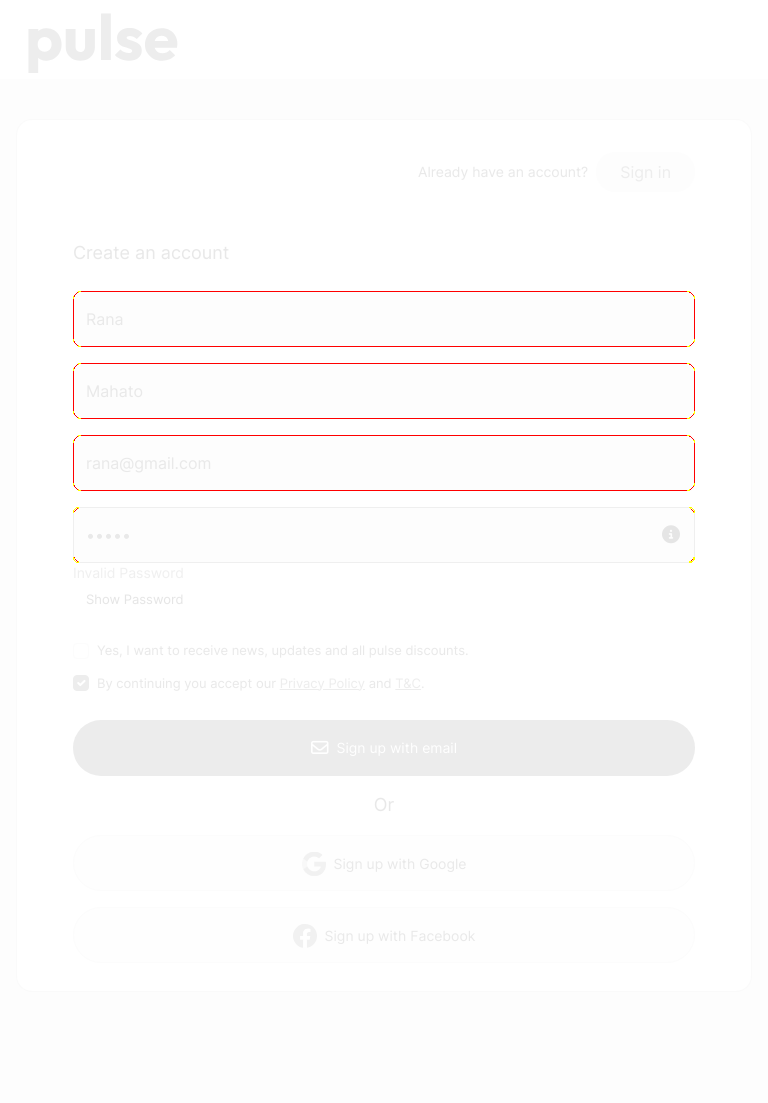 pulse
Already have an account? Sign in
Create an account
Rana
Mahato
rana@gmail.com
•••••
Invalid Password
Show Password
Yes, I want to receive news, updates and all pulse discounts.
By continuing you accept our Privacy Policy and T&C.
Sign up with email
Or
Sign up with Google
Sign up with Facebook